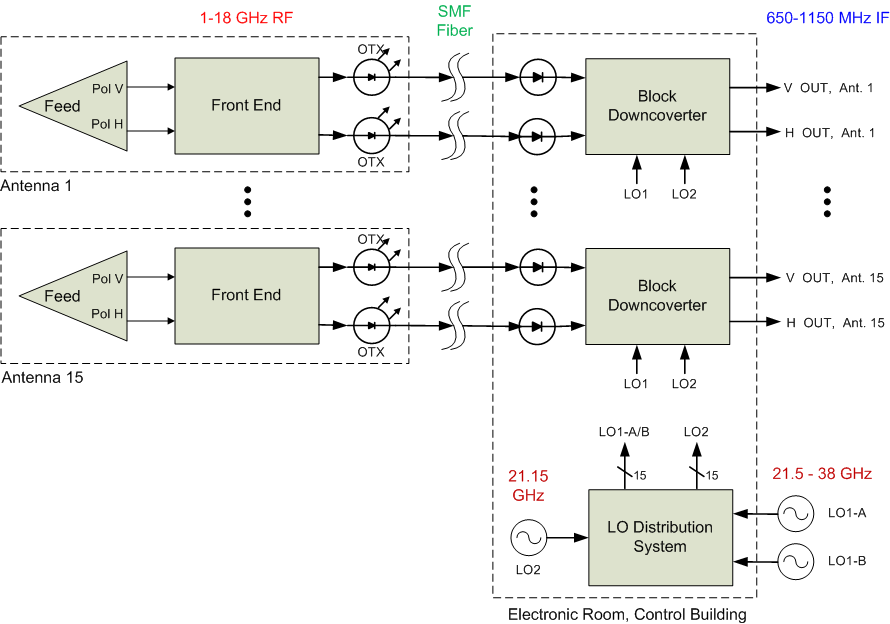 1-18 GHz RF
SMF
Fiber
650-1150 MHz IF
OTX
Pol V
Feed
Pol H
Front End
OTX
Block
Downcoverter
V OUT, Ant. 1
H OUT, Ant. 1
LO1
LO2
Antenna 1
OTX
Pol V
Feed
Pol H
Front End
OTX
Block
Downcoverter
V OUT, Ant. 15
H OUT, Ant. 15
LO1
LO2
Antenna 15
LO1-A/B
LO2
15
15
21.15
GHz
21.5 - 38 GHz
LO Distribution
System
LO2
LO1-A
LO1-B
Electronic Room, Control Building